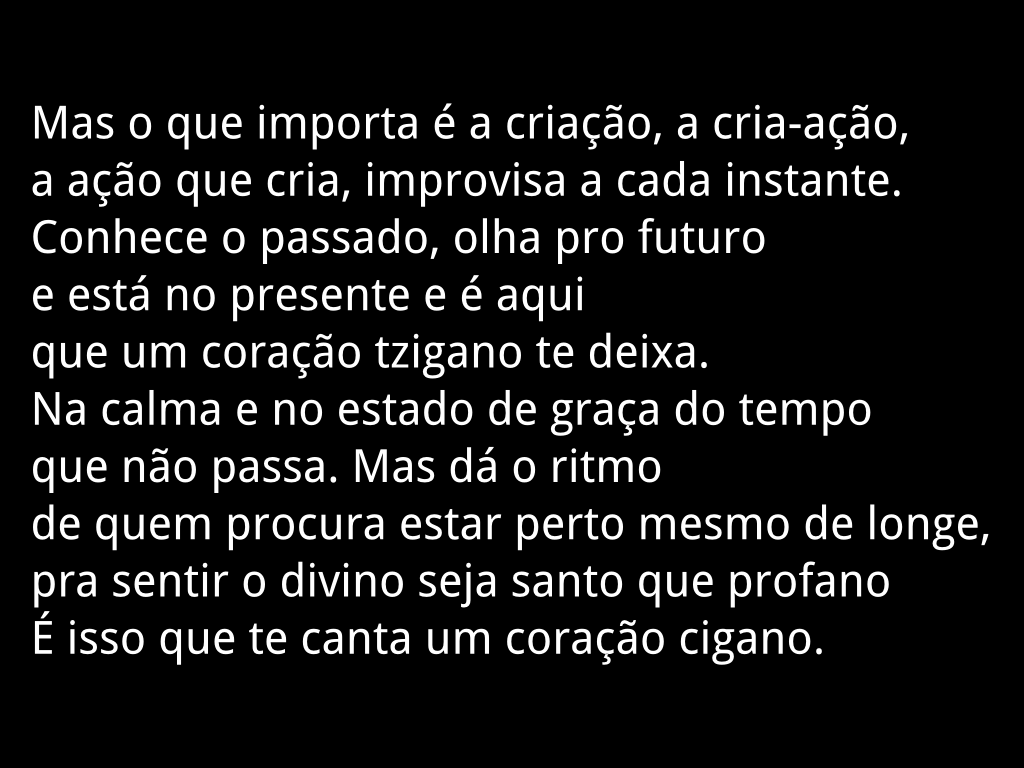 Mas o que importa é a criação, a cria-ação,
a ação que cria, improvisa a cada instante.
Conhece o passado, olha pro futuro
e está no presente e é aqui
que um coração tzigano te deixa.
Na calma e no estado de graça do tempo
que não passa. Mas dá o ritmo
de quem procura estar perto mesmo de longe,
pra sentir o divino seja santo que profano
É isso que te canta um coração cigano.